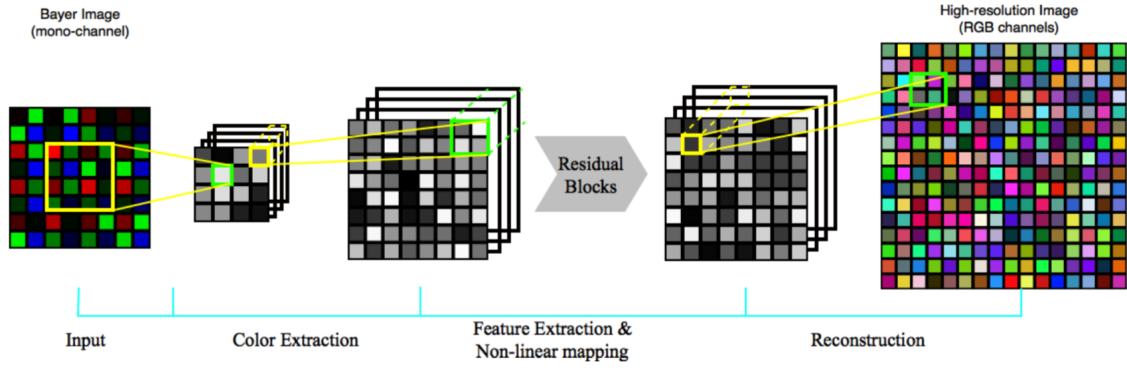 Bayer Image
(mono-channel)
High-resolution Image
(RGB channels)
Residual
Blocks
Input
Color Extraction
Feature Extraction &
Non-linear mapping
Reconstruction